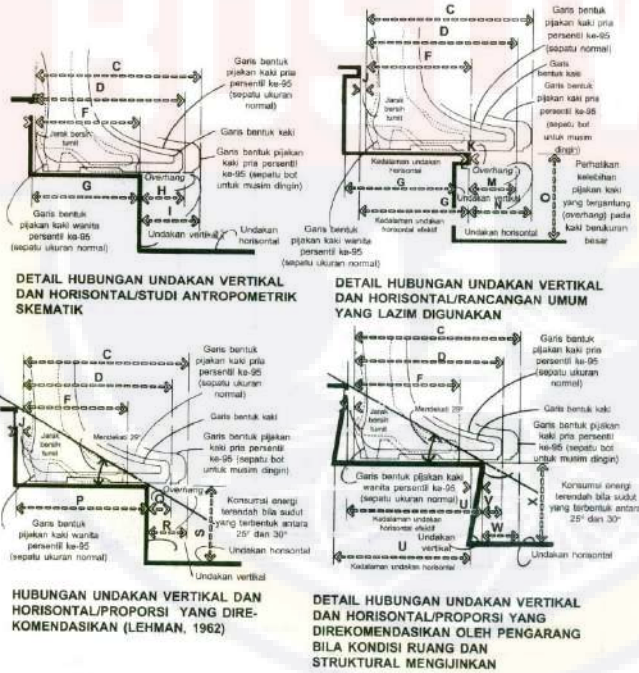 C
D
F
Garis bentuk
pijakan kaki pria
persentil ke-95
(sepatu ukuran
normal)
Garis bentuk kaki
Garis bentuk pijakan
kaki pria persentil
ke-95 (sepatu bot
untuk musim dingin)
Jarak bersih
tumit
Overhang
G
H
I
Garis bentuk
pijakan kaki wanita
persentil ke-95
(sepatu ukuran normal)
Undakan vertikal
Undakan
horisontal
DETAIL HUBUNGAN UNDAKAN VERTIKAL
DAN HORISONTAL/STUDI ANTROPOMETRIK
SKEMATIK
C
D
F
Garis bentuk
pijakan kaki pria
persentil ke-95
(sepatu ukuran
normal)
Garis
bentuk kaki
Garis bentuk
pijakan kaki pria
persentil ke-95
(sepatu bot
untuk musim
dingin)
J
Jarak
bersih
tumit
K
Kedalaman undakan
horisontal
Overhang
G
M
Undakan vertikal
G
N
O
Kedalaman undakan
horisontal efektif
Undakan horisontal
Perhatikan
kelebihan
pijakan kaki
yang tergantung
(overhang) pada
kaki berukuran
besar
Garis bentuk
pijakan kaki wanita
persentil ke-95
(sepatu ukuran normal)
DETAIL HUBUNGAN UNDAKAN VERTIKAL
DAN HORISONTAL/RANCANGAN UMUM
YANG LAZIM DIGUNAKAN
C
D
F
Garis bentuk
pijakan kaki pria
persentil ke-95
(sepatu ukuran
normal)
Garis bentuk kaki
Garis bentuk pijakan
kaki pria persentil
ke-95 (sepatu bot
untuk musim dingin)
J
Jarak
bersih
tumit
Mendekati 29°
Overhang
P
Q
R
S
Konsumsi energi
terendah bila sudut
yang terbentuk antara
25° dan 30°
Garis bentuk
pijakan kaki wanita
persentil ke-95
(sepatu ukuran normal)
Undakan horisontal
Undakan vertikal
HUBUNGAN UNDAKAN VERTIKAL DAN
HORISONTAL/PROPORSI YANG DIRE-
KOMENDASIKAN (LEHMAN, 1962)
C
D
F
Garis bentuk
pijakan kaki pria
persentil ke-95
(sepatu ukuran
normal)
Garis bentuk kaki
Garis bentuk pijakan
kaki pria persentil
ke-95 (sepatu bot
untuk musim dingin)
Jarak
bersih
tumit
Mendekati 29°
Garis bentuk pijakan kaki
wanita persentil ke-95
(sepatu ukuran normal)
U
V
Kedalaman undakan
horisontal efektif
W
X
Undakan
vertikal
U
Kedalaman undakan horisontal
Undakan horisontal
Konsumsi energi
terendah bila sudut
yang terbentuk antara
25° dan 30°
DETAIL HUBUNGAN UNDAKAN VERTIKAL
DAN HORISONTAL/PROPORSI YANG
DIREKOMENDASIKAN OLEH PENGARANG
BILA KONDISI RUANG DAN
STRUKTURAL MENGIJINKAN